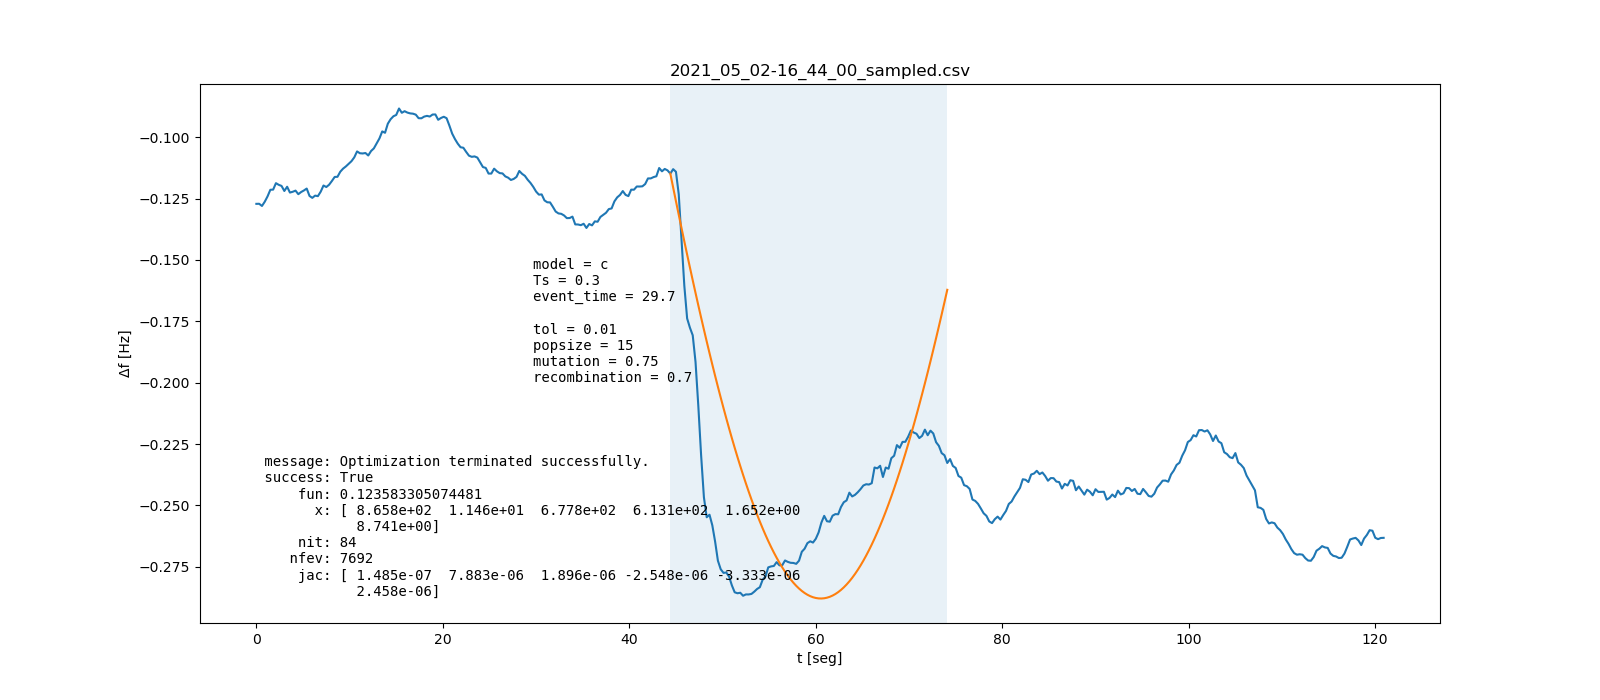 2021_05_02-16_44_00_sampled.csv
−0.100
−0.125
−0.150
−0.175
−0.200
−0.225
−0.250
−0.275
Δf [Hz]
model = c
Ts = 0.3
event_time = 29.7
tol = 0.01
popsize = 15
mutation = 0.75
recombination = 0.7
message: Optimization terminated successfully.
success: True
fun: 0.123583305074481
x: [ 8.658e+02 1.146e+01 6.778e+02 6.131e+02 1.652e+00
8.741e+00]
nit: 84
nfev: 7692
jac: [ 1.485e-07 7.883e-06 1.896e-06 -2.548e-06 -3.333e-06
2.458e-06]
0 20 40 60 80 100 120
t [seg]